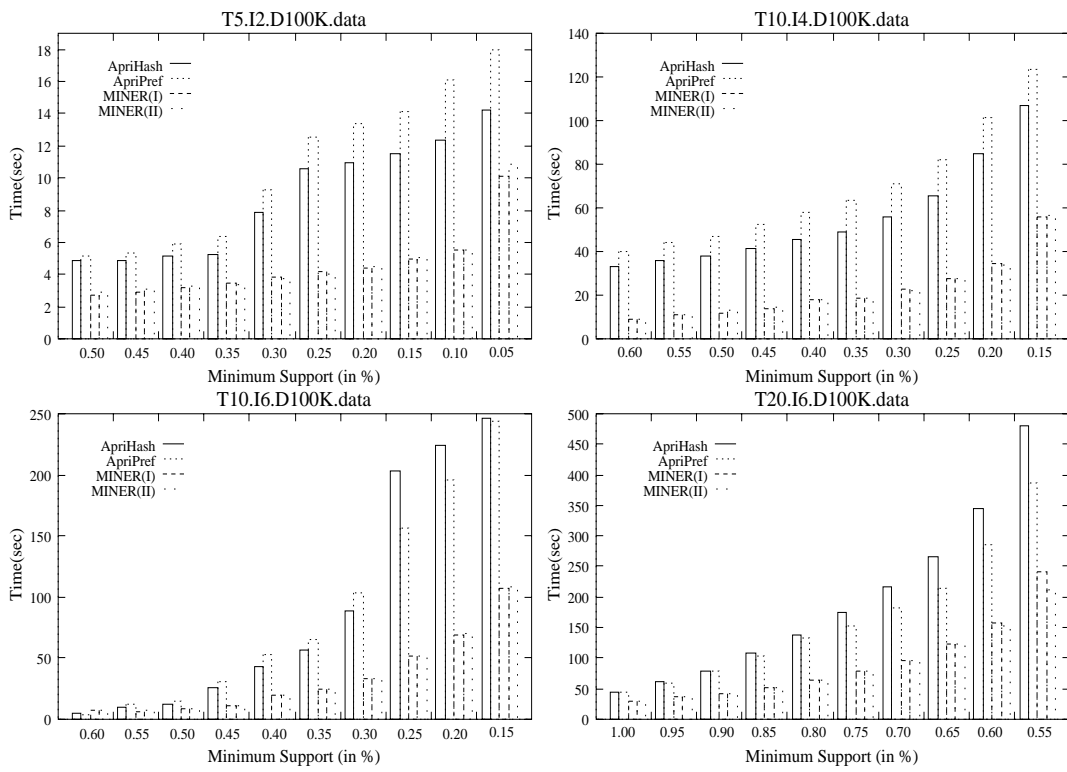 T5.I2.D100K.data
18
16
14
12
10
8
6
4
2
0
Time(sec)
ApriHash
ApriPref
MINER(I)
MINER(II)
0.50 0.45 0.40 0.35 0.30 0.25 0.20 0.15 0.10 0.05
Minimum Support (in %)
T10.I4.D100K.data
140
120
100
80
60
40
20
0
Time(sec)
ApriHash
ApriPref
MINER(I)
MINER(II)
0.60 0.55 0.50 0.45 0.40 0.35 0.30 0.25 0.20 0.15
Minimum Support (in %)
T10.I6.D100K.data
250
200
150
100
50
0
Time(sec)
ApriHash
ApriPref
MINER(I)
MINER(II)
0.60 0.55 0.50 0.45 0.40 0.35 0.30 0.25 0.20 0.15
Minimum Support (in %)
T20.I6.D100K.data
500
450
400
350
300
250
200
150
100
50
0
Time(sec)
ApriHash
ApriPref
MINER(I)
MINER(II)
1.00 0.95 0.90 0.85 0.80 0.75 0.70 0.65 0.60 0.55
Minimum Support (in %)